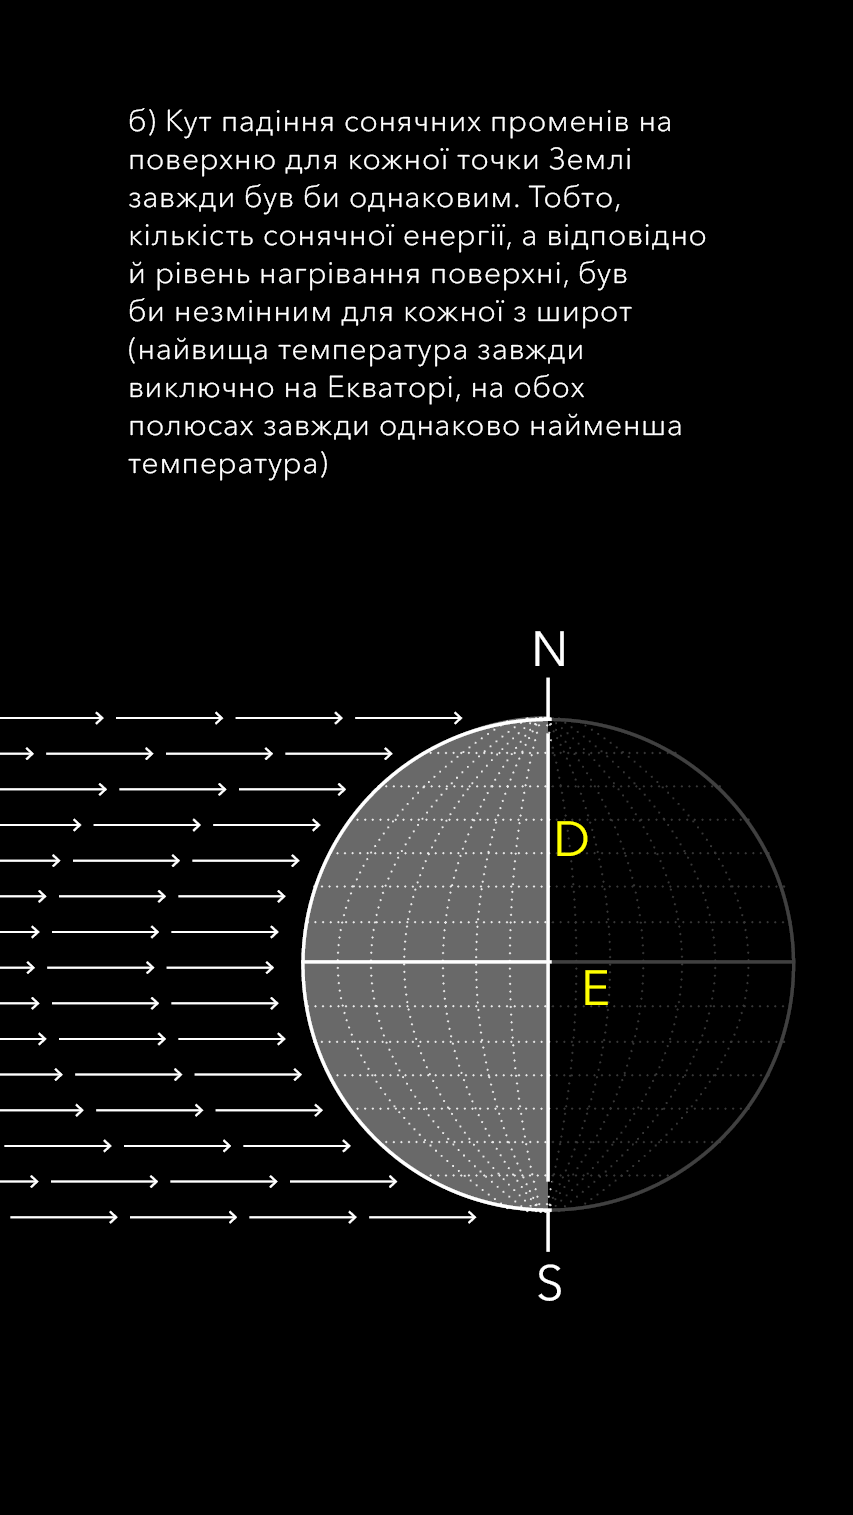 б) Кут падіння сонячних променів на
поверхню для кожної точки Землі
завжди був би однаковим. Тобто,
кількість сонячної енергії, а відповідно
й рівень нагрівання поверхні, був
би незмінним для кожної з широт
(найвища температура завжди
виключно на Екваторі, на обох
полюсах завжди однаково найменша
температура)
N
D
E
S